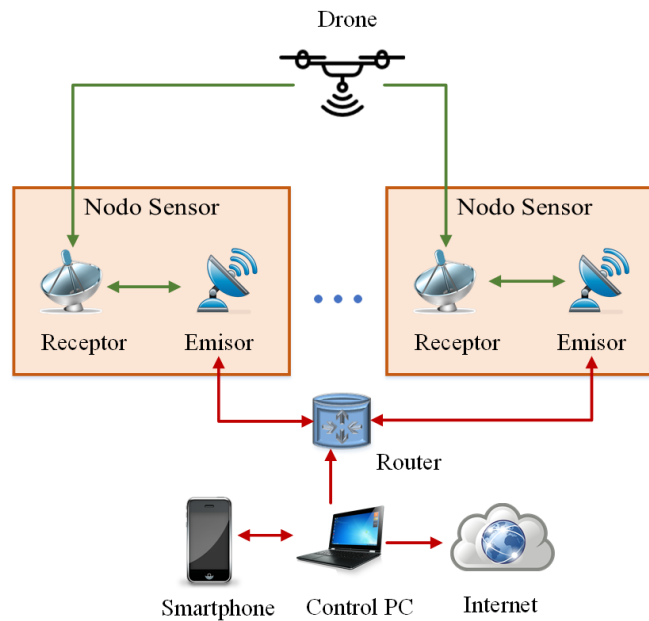 Drone
Nodo Sensor
Nodo Sensor
Receptor
Emisor
Receptor
Emisor
Router
Smartphone
Control PC
Internet